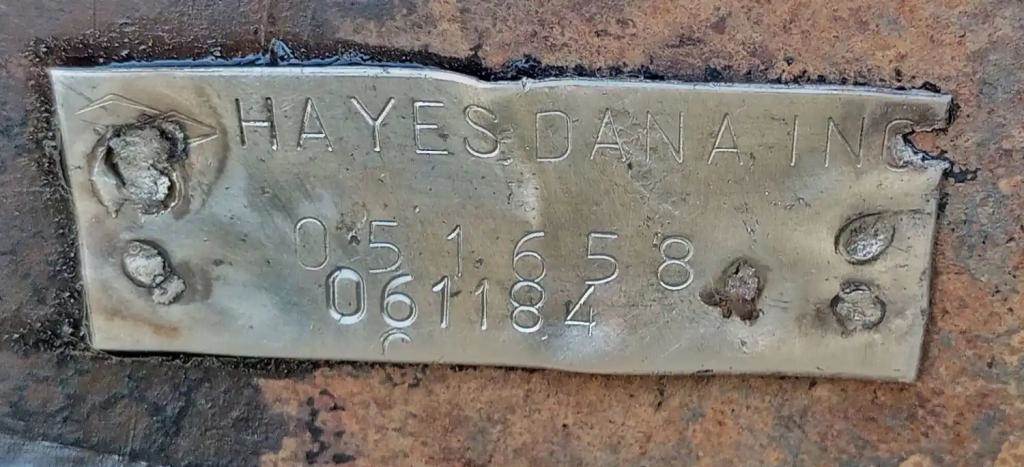 HAYES DANA INC
051658
061184